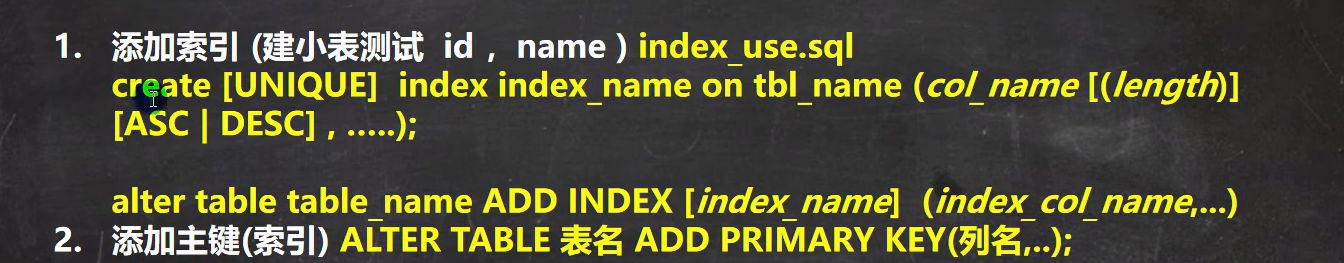 1. 添加索引 (建小表测试 id , name ) index_use.sql
create [UNIQUE] index index_name on tbl_name (col_name [(length)]
[ASC | DESC] , .....);
alter table table_name ADD INDEX [index_name] (index_col_name,...)
2. 添加主键(索引) ALTER TABLE 表名 ADD PRIMARY KEY(列名,..);